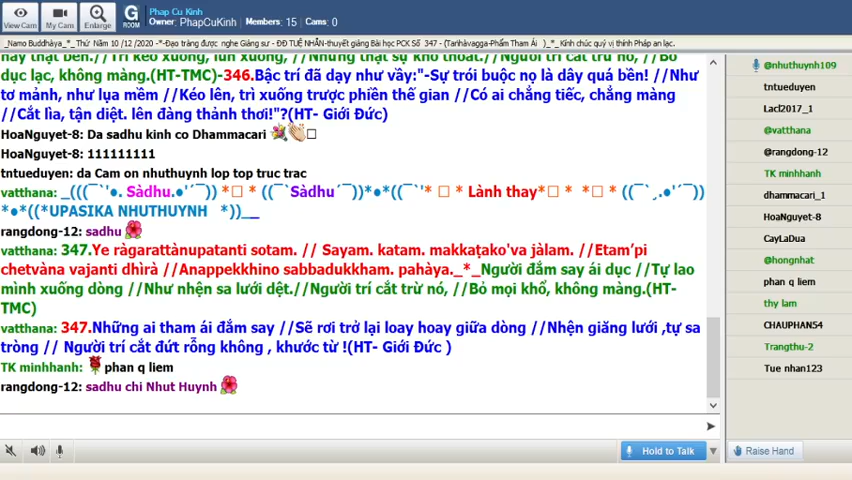 Phap Cu Kinh
Owner: PhapCuKinh  Members: 15  Cams: 0
View Cam  My Cam  Enlarge  G ROOM
_Namo Buddhàya_*_ Thứ Năm 10 /12 /2020 -*-Đạo tràng được nghe Giảng sư - ĐĐ TUỆ NHẪN-thuyết giảng Bài học PCK Số 347 - (Tanhàvagga-Phẩm Tham Ái )_*_ Kính chúc quý vị thính Pháp an lạc.
dục lạc, không màng.(HT-TMC)-346.Bậc trí đã dạy như vầy:"-Sự trói buộc nọ là dây quá bền! //Như
tơ mảnh, như lụa mềm //Kéo lên, trì xuống trược phiền thế gian //Có ai chẳng tiếc, chẳng màng
//Cắt lìa, tận diệt. lên đàng thảnh thơi!"?(HT- Giới Đức)
HoaNguyet-8: Da sadhu kinh co Dhammacari
HoaNguyet-8: 111111111
tntueduyen: da Cam on nhuthuynh lop top truc trac
vatthana: _(((¯`'•. Sàdhu.•'´¯)) *□ * ((¯`Sàdhu´¯))*•*((¯`'* □ * Lành thay*□ * *□ * ((¯`ˏ.•'´¯))
*•*((*UPASIKA NHUTHUYNH *))__
rangdong-12: sadhu
vatthana: 347.Ye ràgarattànupatanti sotam. // Sayam. katam. makkaṭako'va jàlam. //Etam'pi
chetvàna vajanti dhìrà //Anappekkhino sabbadukkham. pahàya._*_Người đắm say ái dục //Tự lao
mình xuống dòng //Như nhện sa lưới dệt.//Người trí cắt trừ nó, //Bỏ mọi khổ, không màng.(HT-
TMC)
vatthana: 347.Những ai tham ái đắm say //Sẽ rơi trở lại loay hoay giữa dòng //Nhện giăng lưới ,tự sa
tròng // Người trí cắt đứt rỗng không , khước từ !(HT- Giới Đức )
TK minhhanh: phan q liem
rangdong-12: sadhu chi Nhut Huynh
@nhuthuynh109
tntueduyen
Lacl2017_1
@vatthana
@rangdong-12
TK minhhanh
dhammacari_1
HoaNguyet-8
CayLaDua
@hongnhat
phan q liem
thy lam
CHAUPHAN54
Trangthu-2
Tue nhan123
Hold to Talk
Raise Hand